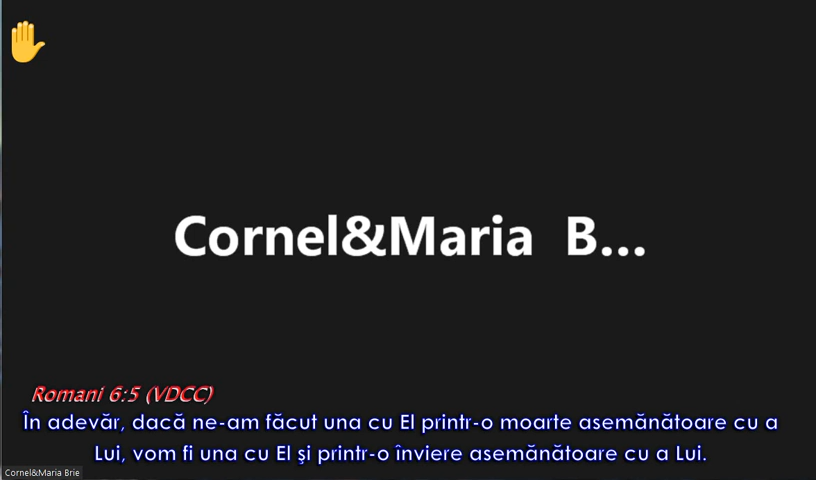 Cornel&Maria B...
Romani 6:5 (VDCC)
În adevăr, dacă ne-am făcut una cu El printr-o moarte asemănătoare cu a
Lui, vom fi una cu El şi printr-o înviere asemănătoare cu a Lui.
Cornel&Maria Brie